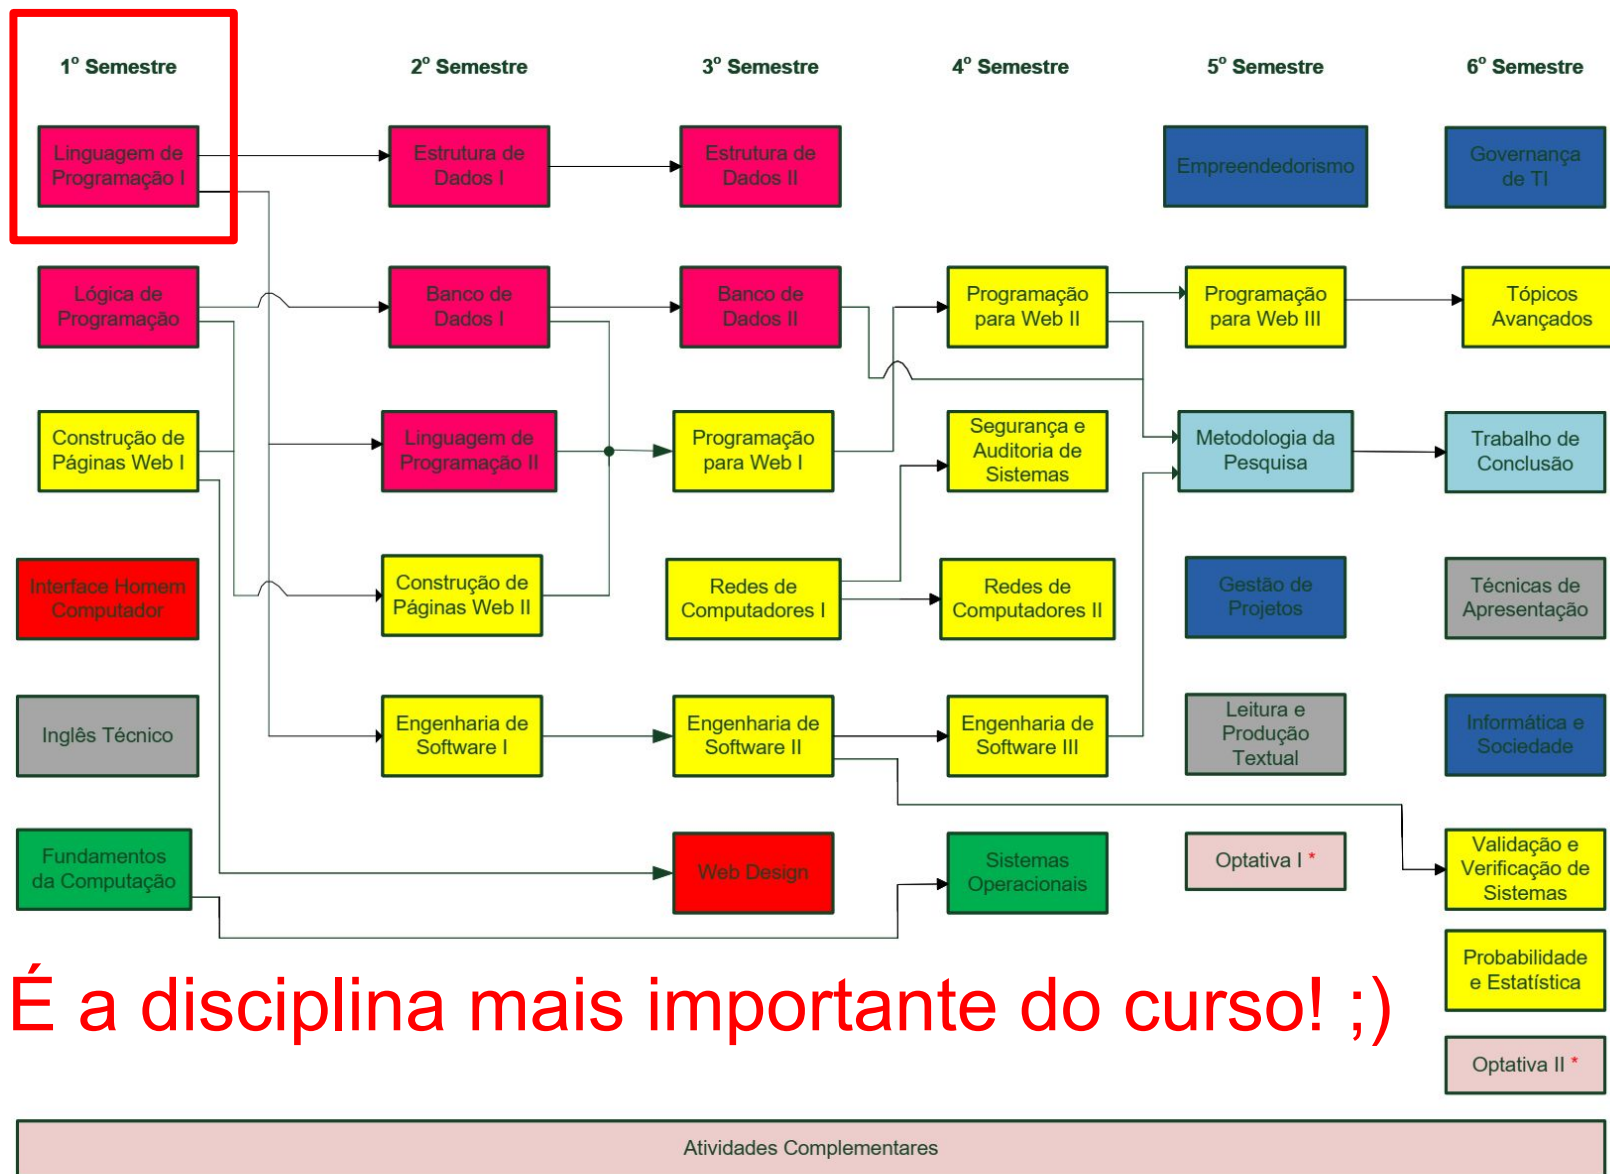 1º Semestre
2º Semestre
3º Semestre
4º Semestre
5º Semestre
6º Semestre
Linguagem de
Programação I
Estrutura de
Dados I
Estrutura de
Dados II
Empreendedorismo
Governança
de TI
Lógica de
Programação
Banco de
Dados I
Banco de
Dados II
Programação
para Web II
Programação
para Web III
Tópicos
Avançados
Construção de
Páginas Web I
Linguagem de
Programação II
Programação
para Web I
Segurança e
Auditoria de
Sistemas
Metodologia da
Pesquisa
Trabalho de
Conclusão
Interface Homem
Computador
Construção de
Páginas Web II
Redes de
Computadores I
Redes de
Computadores II
Gestão de
Projetos
Técnicas de
Apresentação
Inglês Técnico
Engenharia de
Software I
Engenharia de
Software II
Engenharia de
Software III
Leitura e
Produção
Textual
Informática e
Sociedade
Fundamentos
da Computação
Web Design
Sistemas
Operacionais
Optativa I *
Validação e
Verificação de
Sistemas
É a disciplina mais importante do curso! ;)
Probabilidade
e Estatística
Optativa II *
Atividades Complementares